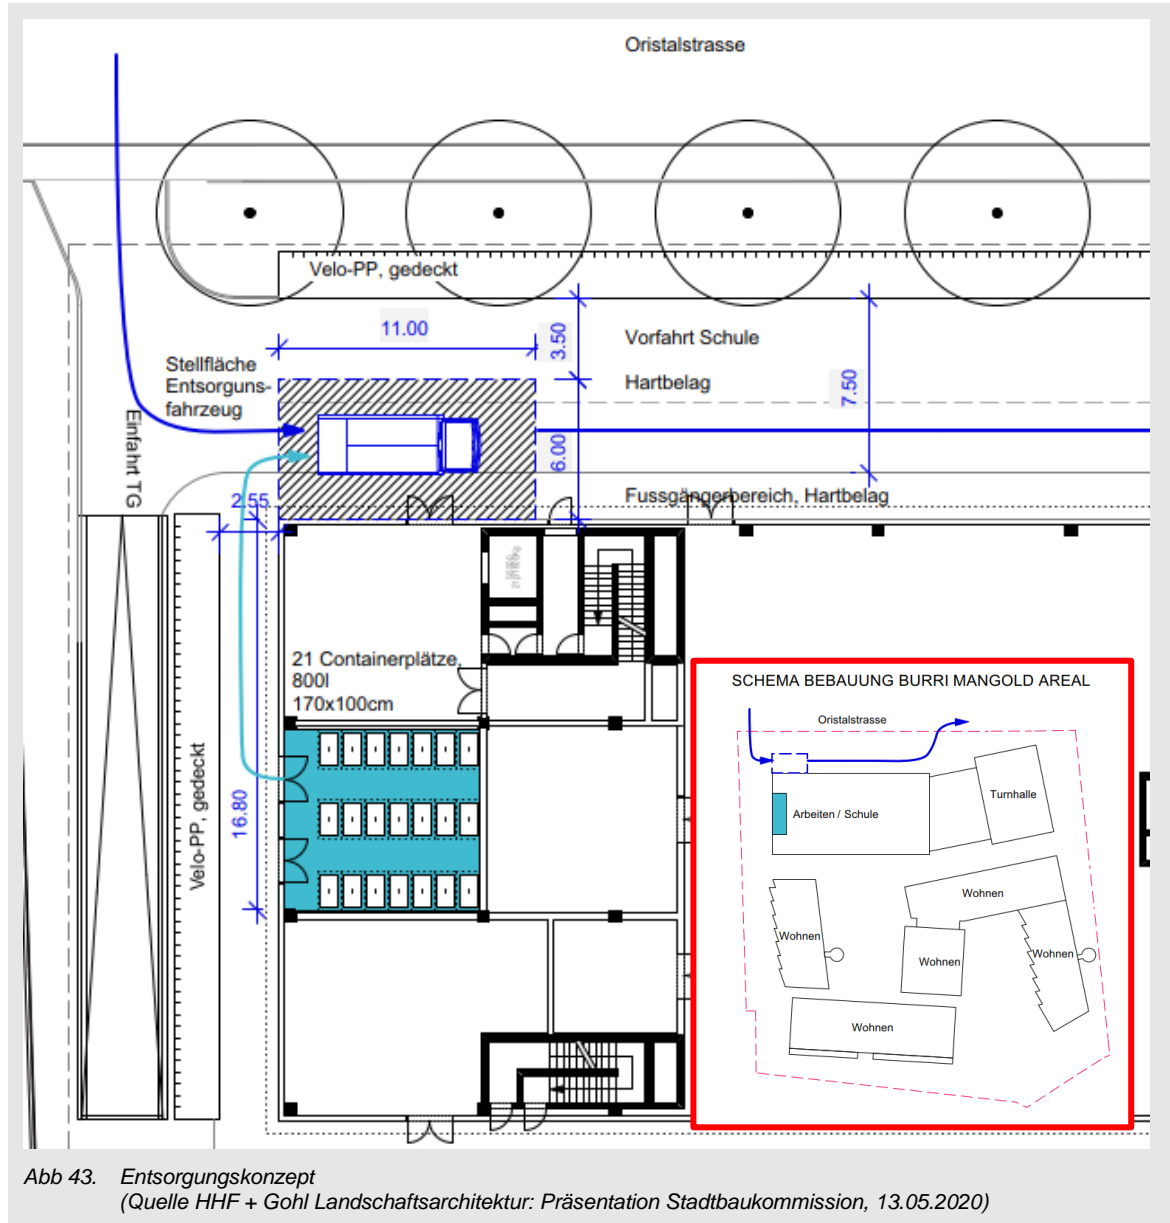 Oristalstrasse
Velo-PP, gedeckt
11.00
3.50
Vorfahrt Schule
Stellfläche
Entsorguns-
fahrzeug
Hartbelag
7.50
Einfahrt TG
6.00
2.55
Fussgängerbereich, Hartbelag
21 Containerplätze,
800l
170x100cm
Velo-PP, gedeckt
16.80
SCHEMA BEBAUUNG BURRI MANGOLD AREAL
Oristalstrasse
Turnhalle
Arbeiten / Schule
Wohnen
Wohnen
Wohnen
Wohnen
Wohnen
Abb 43. Entsorgungskonzept
(Quelle HHF + Gohl Landschaftsarchitektur: Präsentation Stadtbaukommission, 13.05.2020)